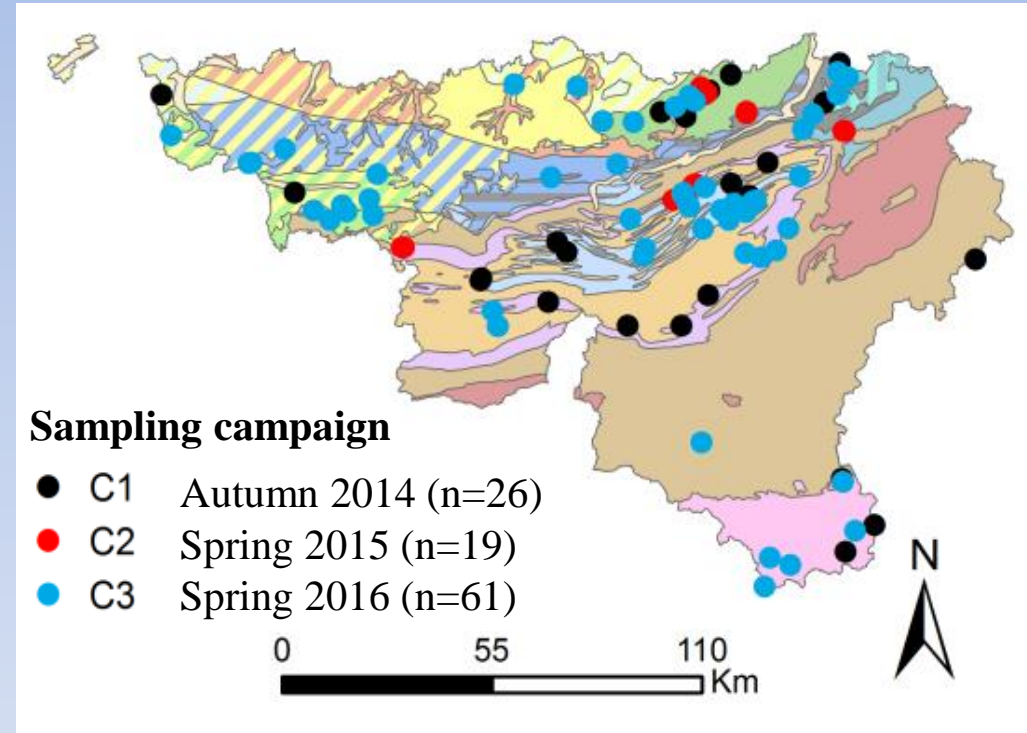 Sampling campaign
C1 Autumn 2014 (n=26)
C2 Spring 2015 (n=19)
C3 Spring 2016 (n=61)
N
0 55 110
Km